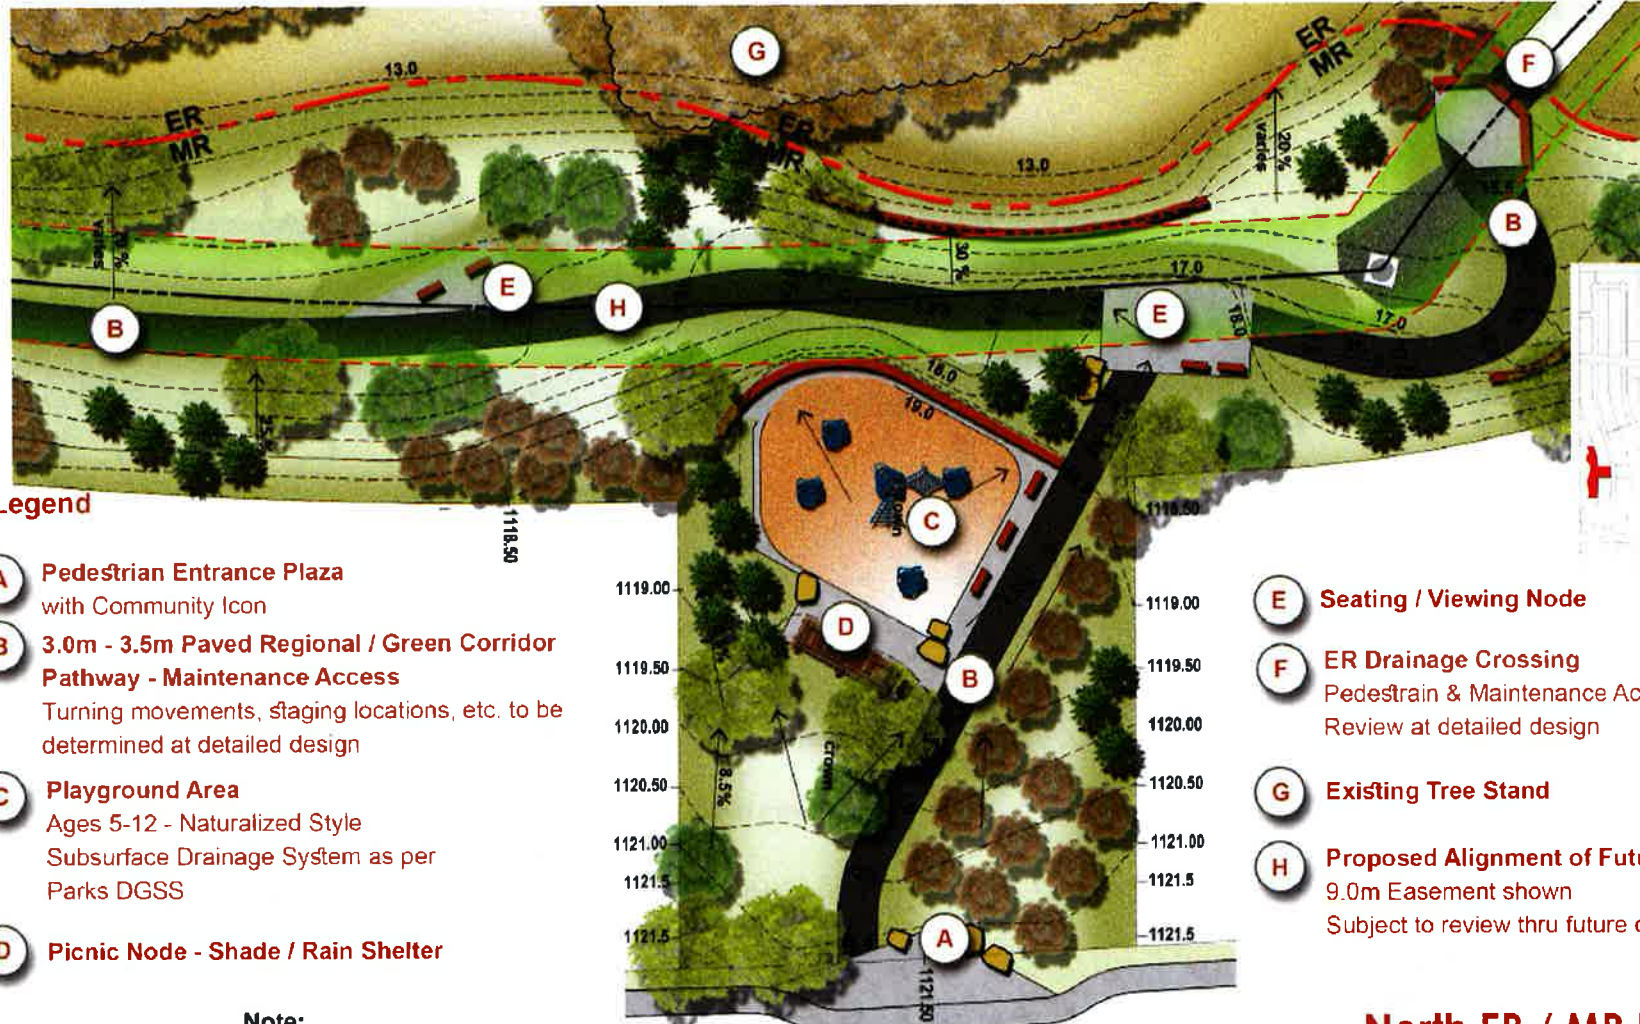 G
F
ER
MR
13.0
ER
MR
ER
MR
20 %
varies
13.0
B
varies
30 %
17.0
E
H
E
18.0
17.0
B
18.0
19.0
C
Legend
1118.50
1118.50
A
Pedestrian Entrance Plaza
with Community Icon
B
3.0m - 3.5m Paved Regional / Green Corridor
Pathway - Maintenance Access
Turning movements, staging locations, etc. to be
determined at detailed design
C
Playground Area
Ages 5-12 - Naturalized Style
Subsurface Drainage System as per
Parks DGSS
D
Picnic Node - Shade / Rain Shelter
Note:
1119.00
1119.50
1120.00
1120.50
1121.00
1121.5
1121.5
D
B
Crown
8.5%
A
1121.50
1119.00
1119.50
1120.00
1120.50
1121.00
1121.5
1121.5
E
Seating / Viewing Node
F
ER Drainage Crossing
Pedestrain & Maintenance Ac
Review at detailed design
G
Existing Tree Stand
H
Proposed Alignment of Futu
9.0m Easement shown
Subject to review thru future
North ER / MR